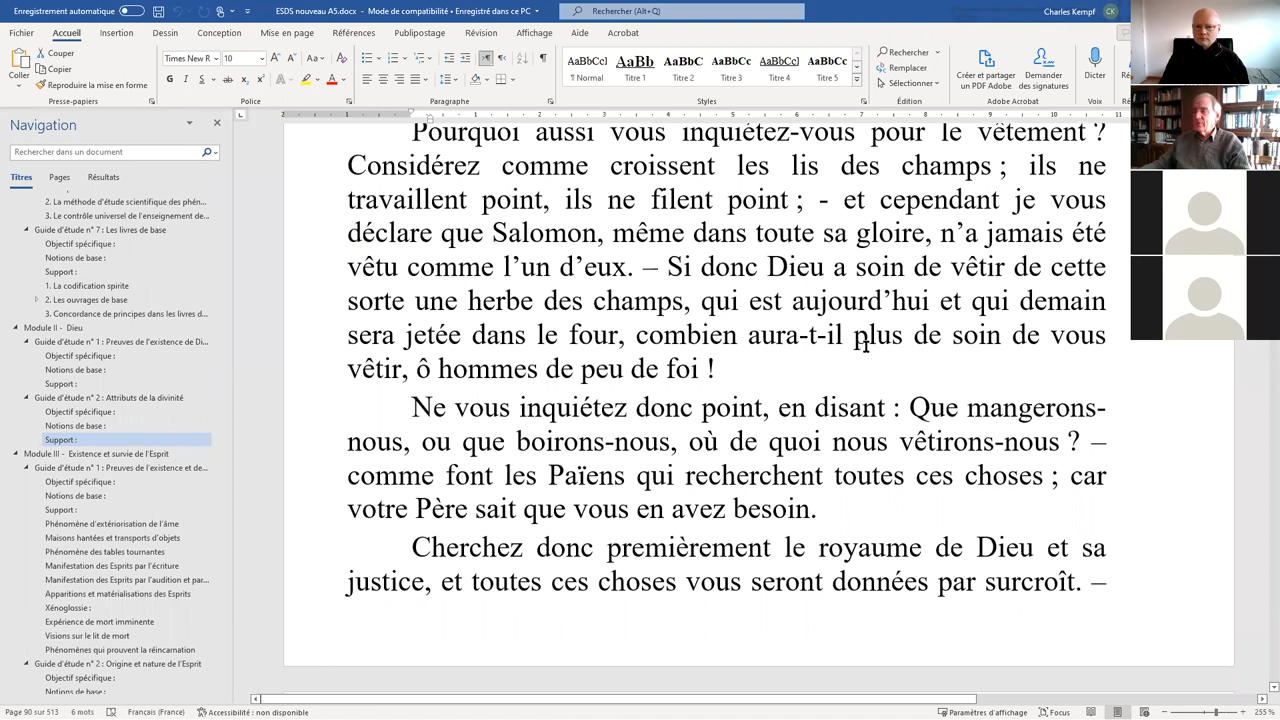 Enregistrement automatique
ESDS nouveau A5.docx - Mode de compatibilité • Enregistré dans ce PC
Rechercher (Alt+Q)
Charles Kempf
CK
Fichier
Accueil
Insertion
Dessin
Conception
Mise en page
Références
Publipostage
Révision
Affichage
Aide
Acrobat
Coller
Couper
Copier
Reproduire la mise en forme
Presse-papiers
Times New R
10
Police
Paragraphe
AaBbCcI
¶ Normal
AaBb
Titre 1
AaBbC
Titre 2
AaBbCc
Titre 3
AaBbCcI
Titre 4
AaBbCc
Titre 5
Styles
Rechercher
Remplacer
Sélectionner
Édition
Créer et partager
un PDF Adobe
Demander
des signatures
Adobe Acrobat
Dicter
Voix
Navigation
Rechercher dans un document
Titres
Pages
Résultats
2. La méthode d'étude scientifique des phén...
3. Le contrôle universel de l'enseignement de...
Guide d'étude n° 7 : Les livres de base
Objectif spécifique :
Notions de base :
Support :
1. La codification spirite
2. Les ouvrages de base
3. Concordance de principes dans les livres d...
Module II - Dieu
Guide d'étude n° 1 : Preuves de l'existence de Di...
Objectif spécifique :
Notions de base :
Support :
Guide d'étude n° 2 : Attributs de la divinité
Objectif spécifique :
Notions de base :
Support :
Module III - Existence et survie de l'Esprit
Guide d'étude n° 1 : Preuves de l'existence et de...
Objectif spécifique :
Notions de base :
Support :
Phénomène d'extériorisation de l'âme
Maisons hantées et transports d'objets
Phénomène des tables tournantes
Manifestation des Esprits par l'écriture
Manifestation des Esprits par l'audition et par...
Apparitions et matérialisations des Esprits
Xénoglossie :
Expérience de mort imminente
Visions sur le lit de mort
Phénomènes qui prouvent la réincarnation
Guide d'étude n° 2 : Origine et nature de l'Esprit
Objectif spécifique :
Notions de base :
Pourquoi aussi vous inquiétez-vous pour le vêtement ?
Considérez comme croissent les lis des champs ; ils ne
travaillent point, ils ne filent point ; - et cependant je vous
déclare que Salomon, même dans toute sa gloire, n'a jamais été
vêtu comme l'un d'eux. – Si donc Dieu a soin de vêtir de cette
sorte une herbe des champs, qui est aujourd'hui et qui demain
sera jetée dans le four, combien aura-t-il plus de soin de vous
vêtir, ô hommes de peu de foi !
Ne vous inquiétez donc point, en disant : Que mangerons-
nous, ou que boirons-nous, où de quoi nous vêtirons-nous ? –
comme font les Païens qui recherchent toutes ces choses ; car
votre Père sait que vous en avez besoin.
Cherchez donc premièrement le royaume de Dieu et sa
justice, et toutes ces choses vous seront données par surcroît. –
Page 90 sur 513
6 mots
Français (France)
Accessibilité : non disponible
Paramètres d'affichage
Focus
255 %